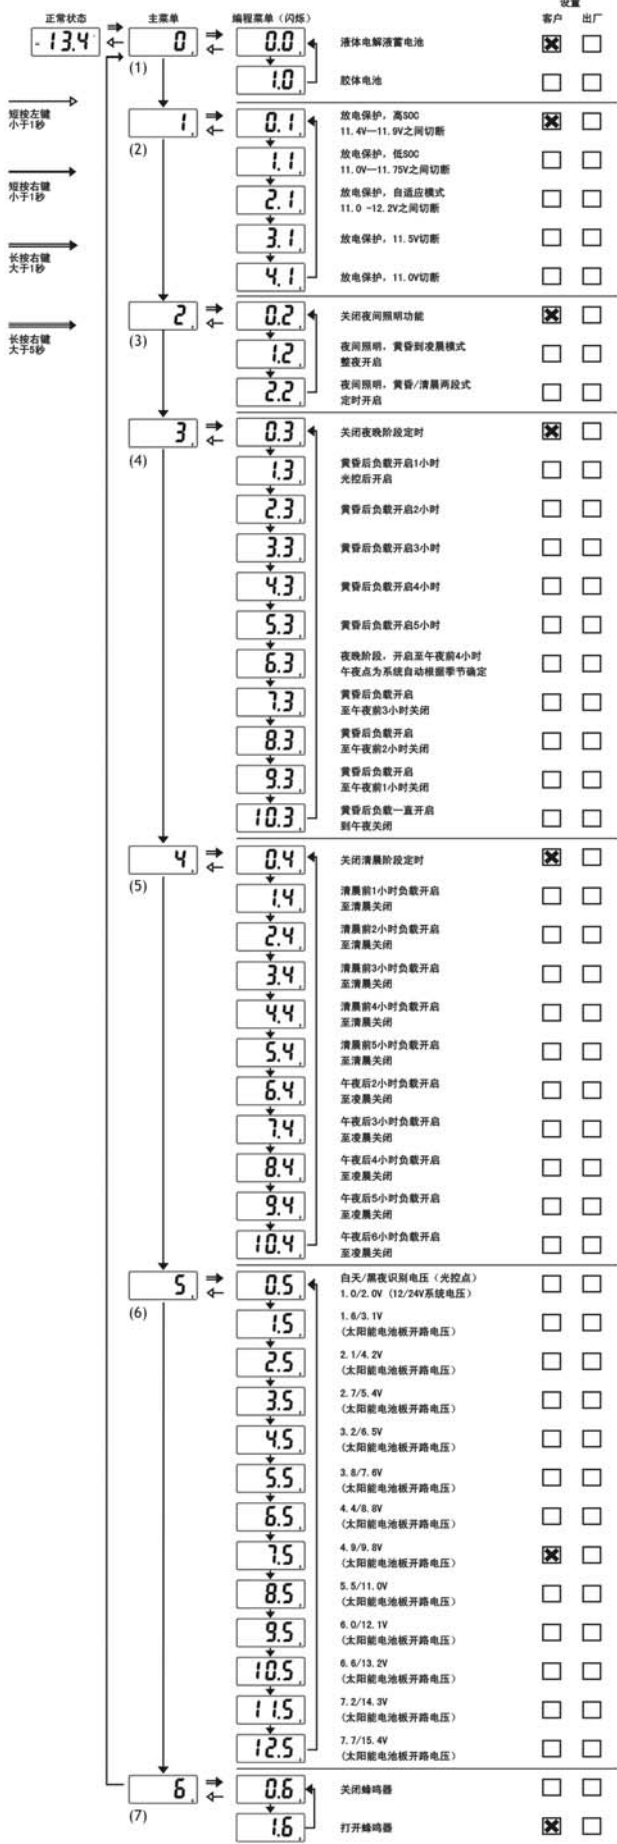 设置
正常状态 主菜单 编程菜单（闪烁） 客户 出厂
-13.4 0 0.0 液体电解液蓄电池
(1) 1.0 胶体电池
短按左键
小于1秒
1 0.1 放电保护，高SOC
11.4V—11.9V之间切断
(2) 1.1 放电保护，低SOC
11.0V—11.75V之间切断
短按右键
小于1秒
2.1 放电保护，自适应模式
11.0 -12.2V之间切断
3.1 放电保护，11.5V切断
长按右键
大于1秒
4.1 放电保护，11.0V切断
2 0.2 关闭夜间照明功能
长按右键
大于5秒
(3) 1.2 夜间照明，黄昏到凌晨模式
整夜开启
2.2 夜间照明，黄昏/清晨两段式
定时开启
3 0.3 关闭夜晚阶段定时
(4) 1.3 黄昏后负载开启1小时
光控后开启
2.3 黄昏后负载开启2小时
3.3 黄昏后负载开启3小时
4.3 黄昏后负载开启4小时
5.3 黄昏后负载开启5小时
6.3 夜晚阶段，开启至午夜前4小时
午夜点为系统自动根据季节确定
7.3 黄昏后负载开启
至午夜前3小时关闭
8.3 黄昏后负载开启
至午夜前2小时关闭
9.3 黄昏后负载开启
至午夜前1小时关闭
10.3 黄昏后负载一直开启
到午夜关闭
4 0.4 关闭清晨阶段定时
(5) 1.4 清晨前1小时负载开启
至清晨关闭
2.4 清晨前2小时负载开启
至清晨关闭
3.4 清晨前3小时负载开启
至清晨关闭
4.4 清晨前4小时负载开启
至清晨关闭
5.4 清晨前5小时负载开启
至清晨关闭
6.4 午夜后2小时负载开启
至凌晨关闭
7.4 午夜后3小时负载开启
至凌晨关闭
8.4 午夜后4小时负载开启
至凌晨关闭
9.4 午夜后5小时负载开启
至凌晨关闭
10.4 午夜后6小时负载开启
至凌晨关闭
5 0.5 白天/黑夜识别电压（光控点）
1.0/2.0V（12/24V系统电压）
(6) 1.5 1.6/3.1V
（太阳能电池板开路电压）
2.5 2.1/4.2V
（太阳能电池板开路电压）
3.5 2.7/5.4V
（太阳能电池板开路电压）
4.5 3.2/6.5V
（太阳能电池板开路电压）
5.5 3.8/7.6V
（太阳能电池板开路电压）
6.5 4.4/8.8V
（太阳能电池板开路电压）
7.5 4.9/9.8V
（太阳能电池板开路电压）
8.5 5.5/11.0V
（太阳能电池板开路电压）
9.5 6.0/12.1V
（太阳能电池板开路电压）
10.5 6.6/13.2V
（太阳能电池板开路电压）
11.5 7.2/14.3V
（太阳能电池板开路电压）
12.5 7.7/15.4V
（太阳能电池板开路电压）
6 0.6 关闭蜂鸣器
(7) 1.6 打开蜂鸣器